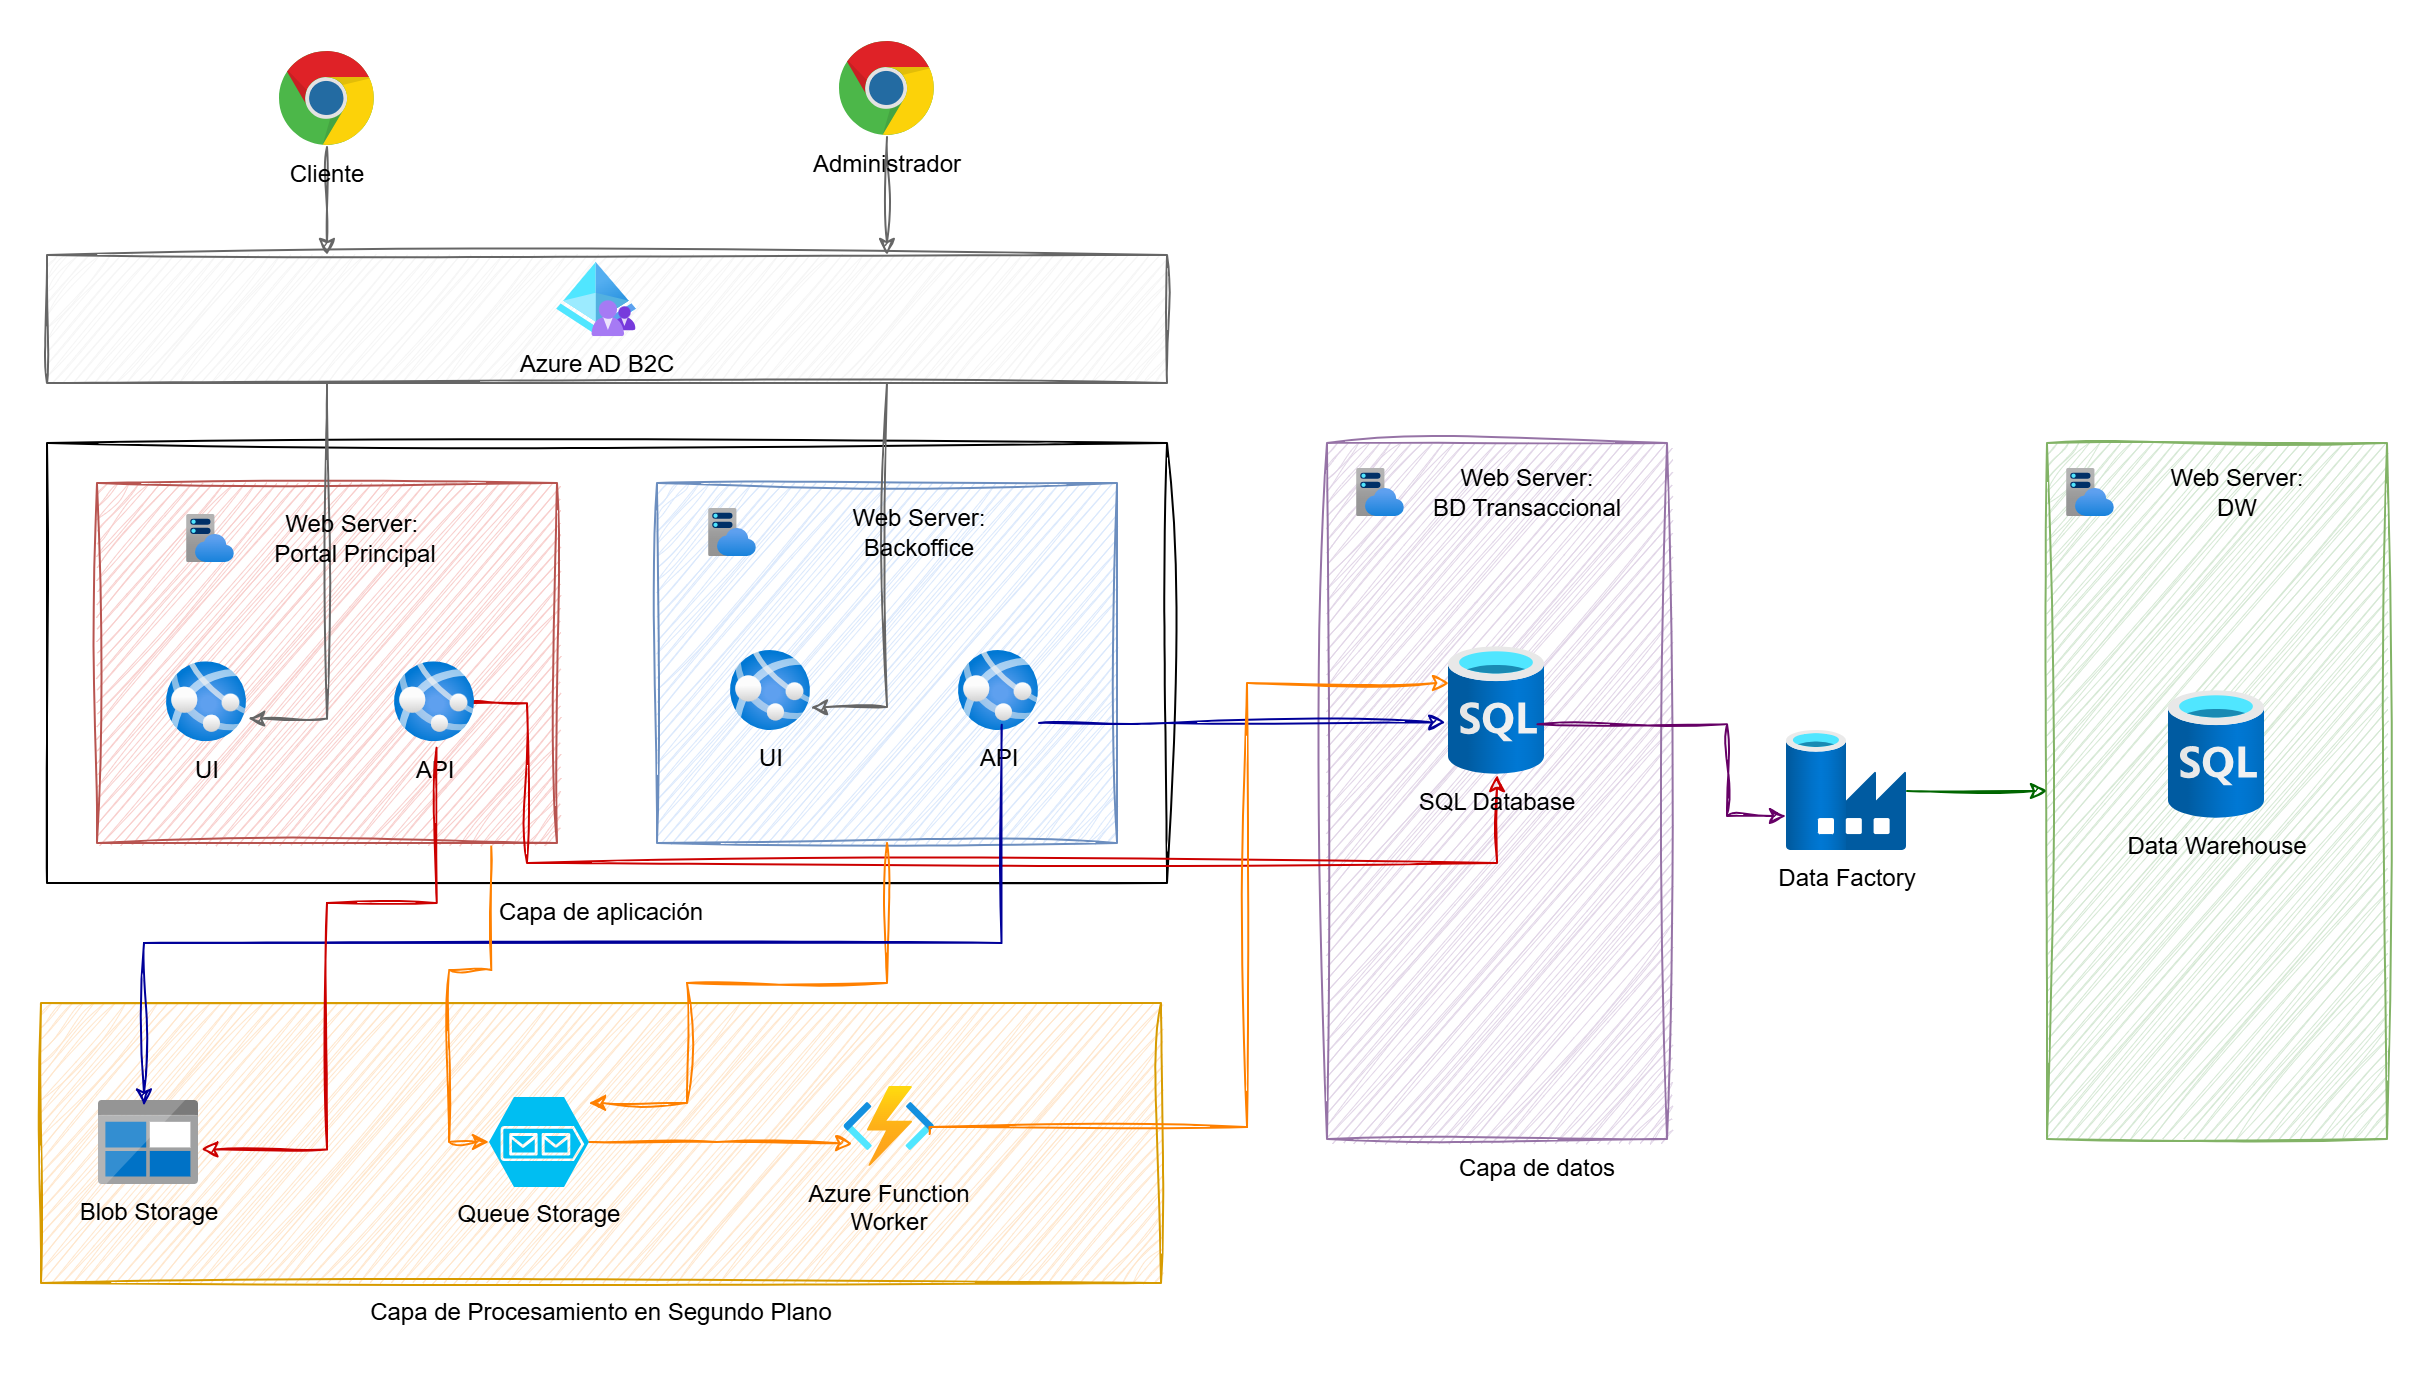 Cliente
Administrador
Azure AD B2C
Web Server:
Portal Principal
UI
API
Web Server:
Backoffice
UI
API
Capa de aplicación
Web Server:
BD Transaccional
SQL
SQL Database
Capa de datos
Data Factory
Web Server:
DW
SQL
Data Warehouse
Blob Storage
Queue Storage
Azure Function
Worker
Capa de Procesamiento en Segundo Plano